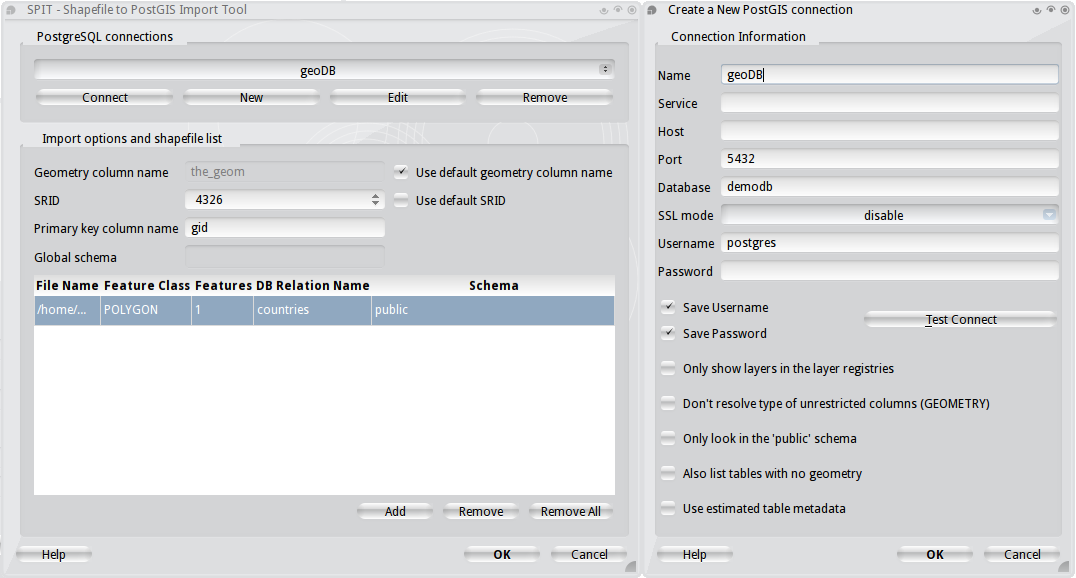 SPIT - Shapefile to PostGIS Import Tool
PostgreSQL connections
geoDB
Connect New Edit Remove
Import options and shapefile list
Geometry column name the_geom Use default geometry column name
SRID 4326 Use default SRID
Primary key column name gid
Global schema
File Name Feature Class Features DB Relation Name Schema
/home/... POLYGON 1 countries public
Add Remove Remove All
Help OK Cancel
Create a New PostGIS connection
Connection Information
Name geoDB
Service
Host
Port 5432
Database demodb
SSL mode disable
Username postgres
Password
Save Username
Test Connect
Save Password
Only show layers in the layer registries
Don't resolve type of unrestricted columns (GEOMETRY)
Only look in the 'public' schema
Also list tables with no geometry
Use estimated table metadata
Help OK Cancel